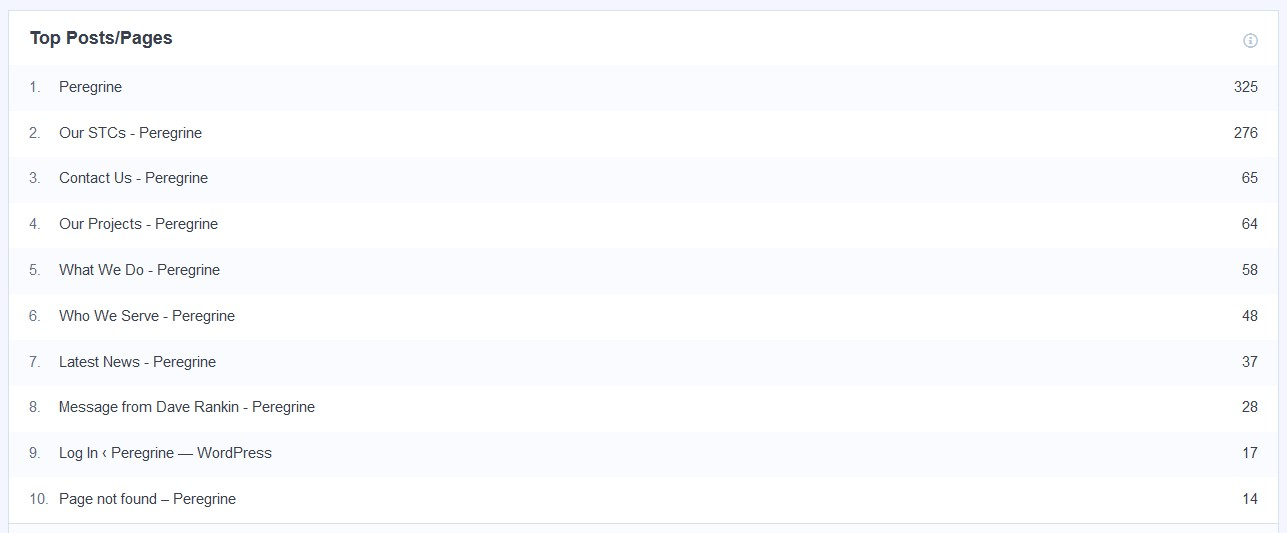 Top Posts/Pages
1. Peregrine 325
2. Our STCs - Peregrine 276
3. Contact Us - Peregrine 65
4. Our Projects - Peregrine 64
5. What We Do - Peregrine 58
6. Who We Serve - Peregrine 48
7. Latest News - Peregrine 37
8. Message from Dave Rankin - Peregrine 28
9. Log In ‹ Peregrine — WordPress 17
10. Page not found – Peregrine 14